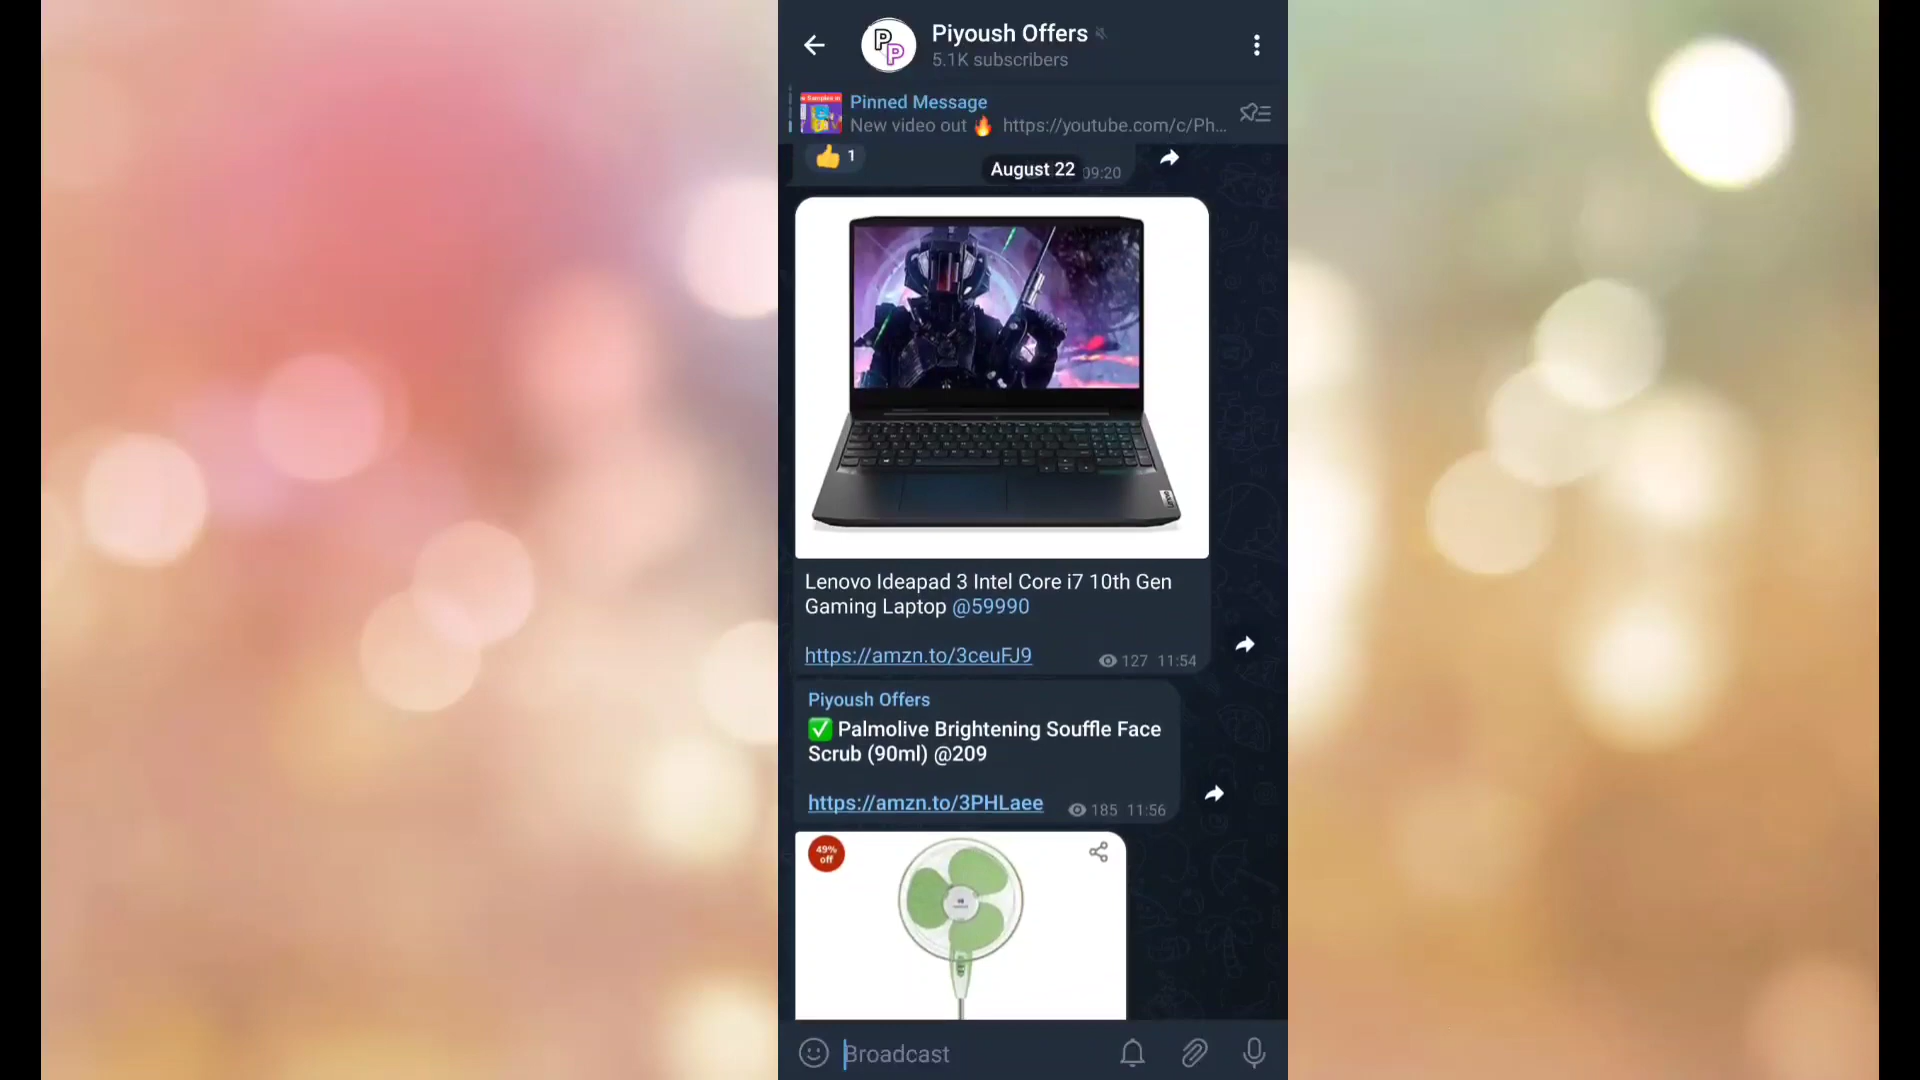 Piyoush Offers
5.1K subscribers
Pinned Message
New video out 🔥 https://youtube.com/c/Ph...
👍 1
August 22
09:20
Lenovo Ideapad 3 Intel Core i7 10th Gen
Gaming Laptop @59990
https://amzn.to/3ceuFJ9
127 11:54
Piyoush Offers
✅ Palmolive Brightening Souffle Face
Scrub (90ml) @209
https://amzn.to/3PHLaee
185 11:56
49%
off
Broadcast